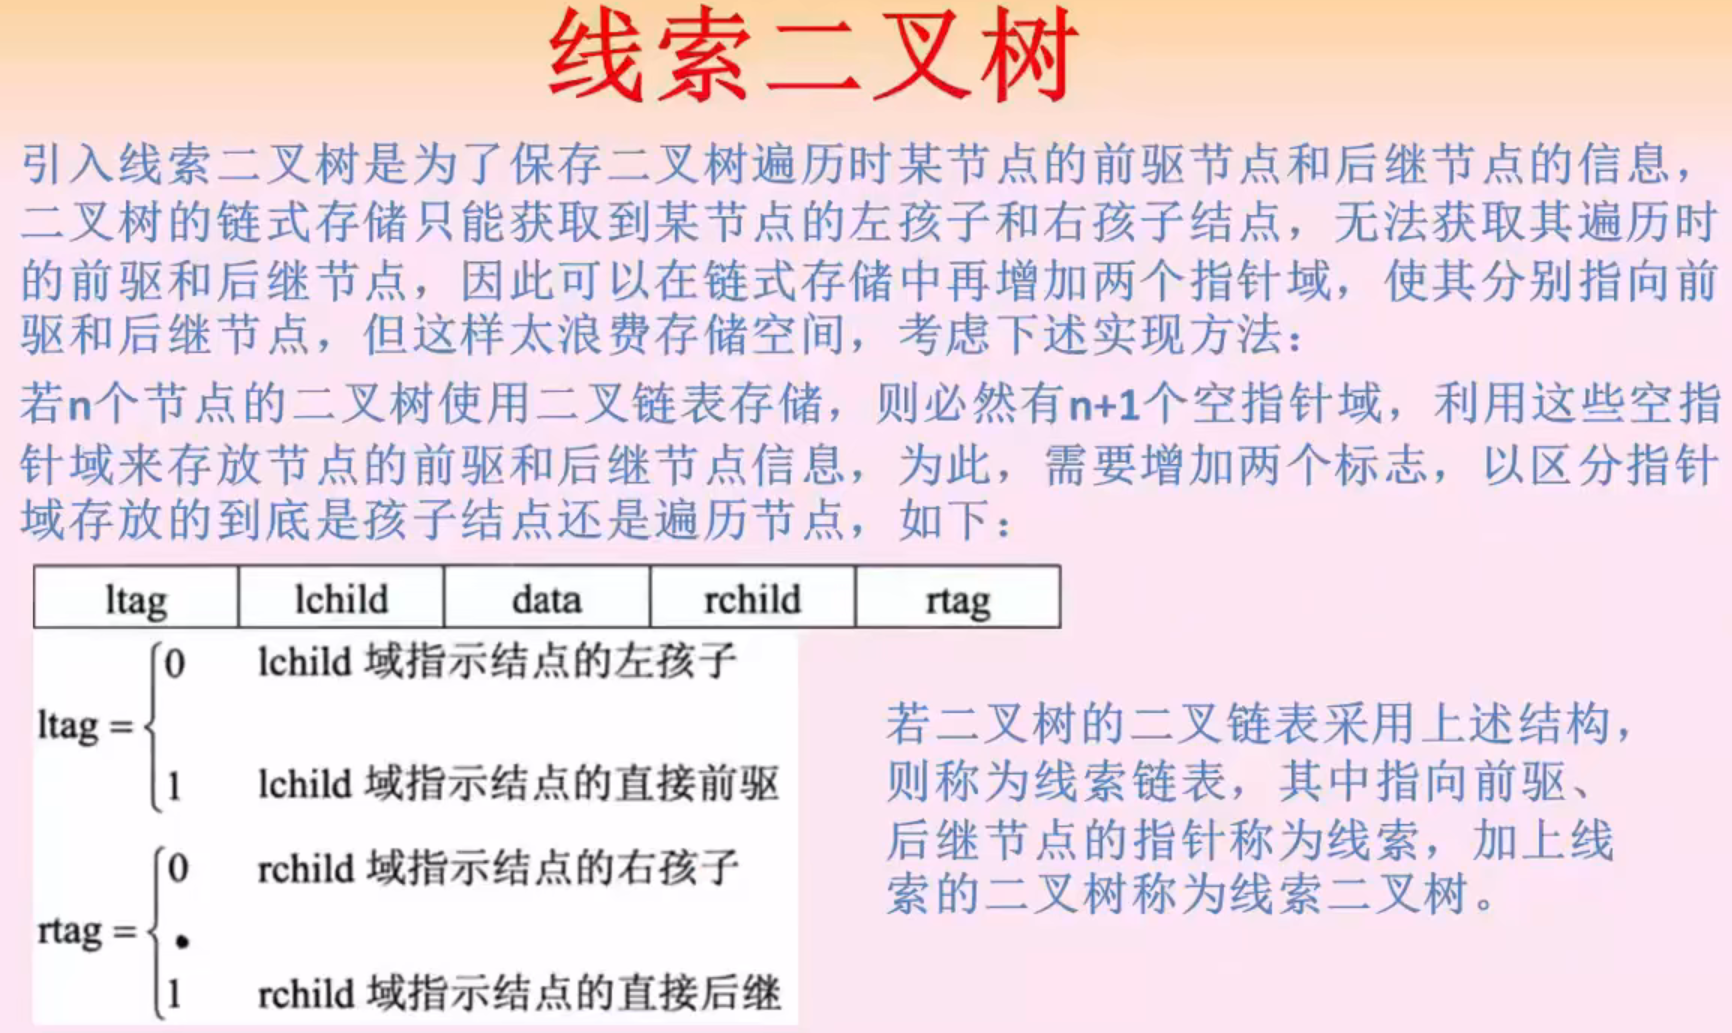 线索二叉树
引入线索二叉树是为了保存二叉树遍历时某节点的前驱节点和后继节点的信息，
二叉树的链式存储只能获取到某节点的左孩子和右孩子结点，无法获取其遍历时
的前驱和后继节点，因此可以在链式存储中再增加两个指针域，使其分别指向前
驱和后继节点，但这样太浪费存储空间，考虑下述实现方法：
若n个节点的二叉树使用二叉链表存储，则必然有n+1个空指针域，利用这些空指
针域来存放节点的前驱和后继节点信息，为此，需要增加两个标志，以区分指针
域存放的到底是孩子结点还是遍历节点，如下：
ltag lchild data rchild rtag
0 lchild 域指示结点的左孩子
ltag =
1 lchild 域指示结点的直接前驱
0 rchild 域指示结点的右孩子
rtag =
1 rchild 域指示结点的直接后继
若二叉树的二叉链表采用上述结构，
则称为线索链表，其中指向前驱、
后继节点的指针称为线索，加上线
索的二叉树称为线索二叉树。